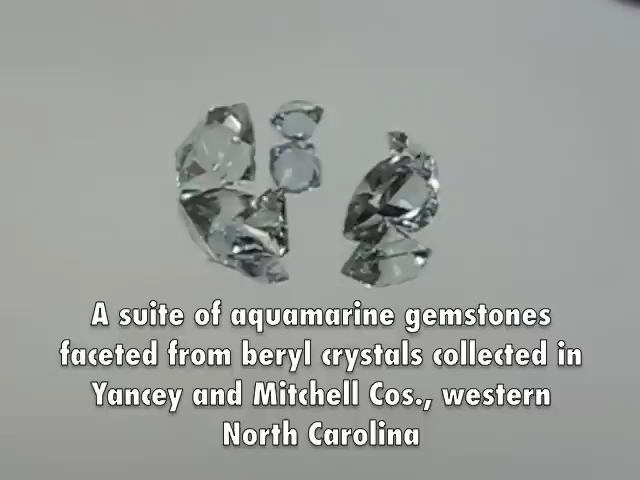 A suite of aquamarine gemstones
faceted from beryl crystals collected in
Yancey and Mitchell Cos., western
North Carolina